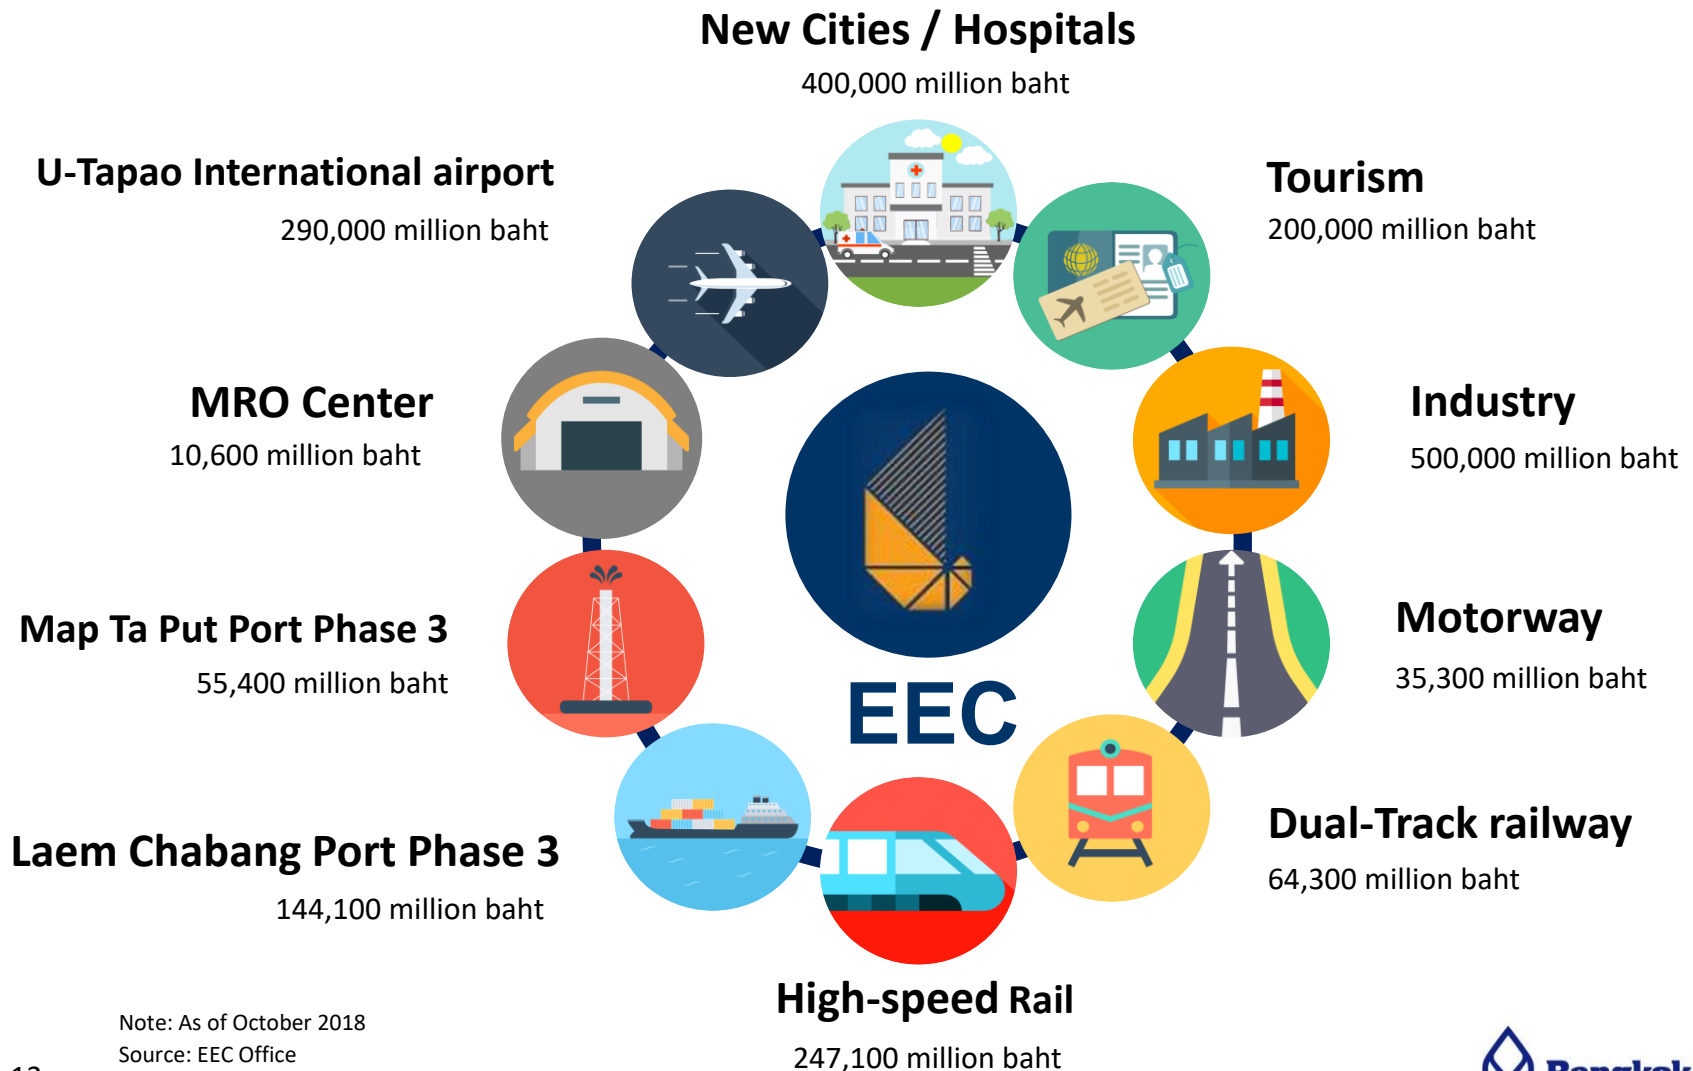 New Cities / Hospitals
400,000 million baht
U-Tapao International airport
290,000 million baht
Tourism
200,000 million baht
MRO Center
10,600 million baht
Industry
500,000 million baht
Map Ta Put Port Phase 3
55,400 million baht
Motorway
35,300 million baht
EEC
Laem Chabang Port Phase 3
144,100 million baht
Dual-Track railway
64,300 million baht
High-speed Rail
247,100 million baht
Note: As of October 2018
Source: EEC Office